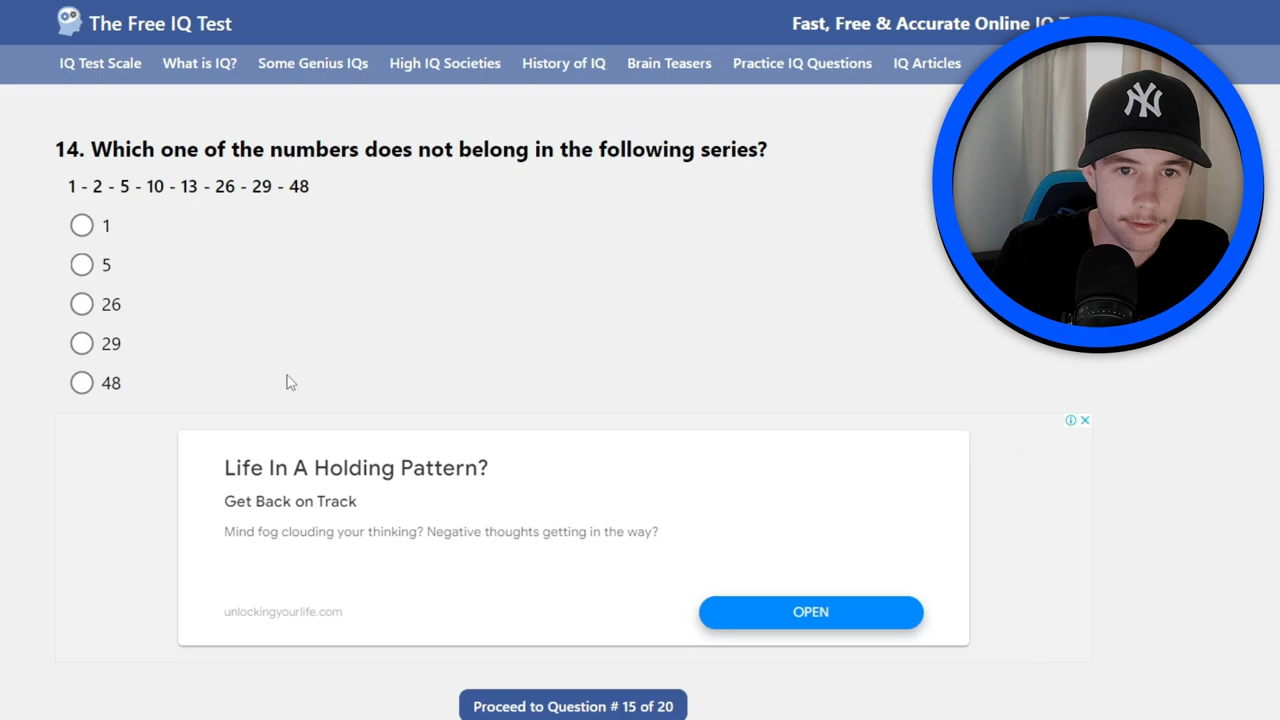 The Free IQ Test
Fast, Free & Accurate Online IQ
IQ Test Scale What is IQ? Some Genius IQs High IQ Societies History of IQ Brain Teasers Practice IQ Questions IQ Articles
14. Which one of the numbers does not belong in the following series?
1 - 2 - 5 - 10 - 13 - 26 - 29 - 48
1
5
26
29
48
Life In A Holding Pattern?
Get Back on Track
Mind fog clouding your thinking? Negative thoughts getting in the way?
unlockingyourlife.com
OPEN
Proceed to Question # 15 of 20
NY